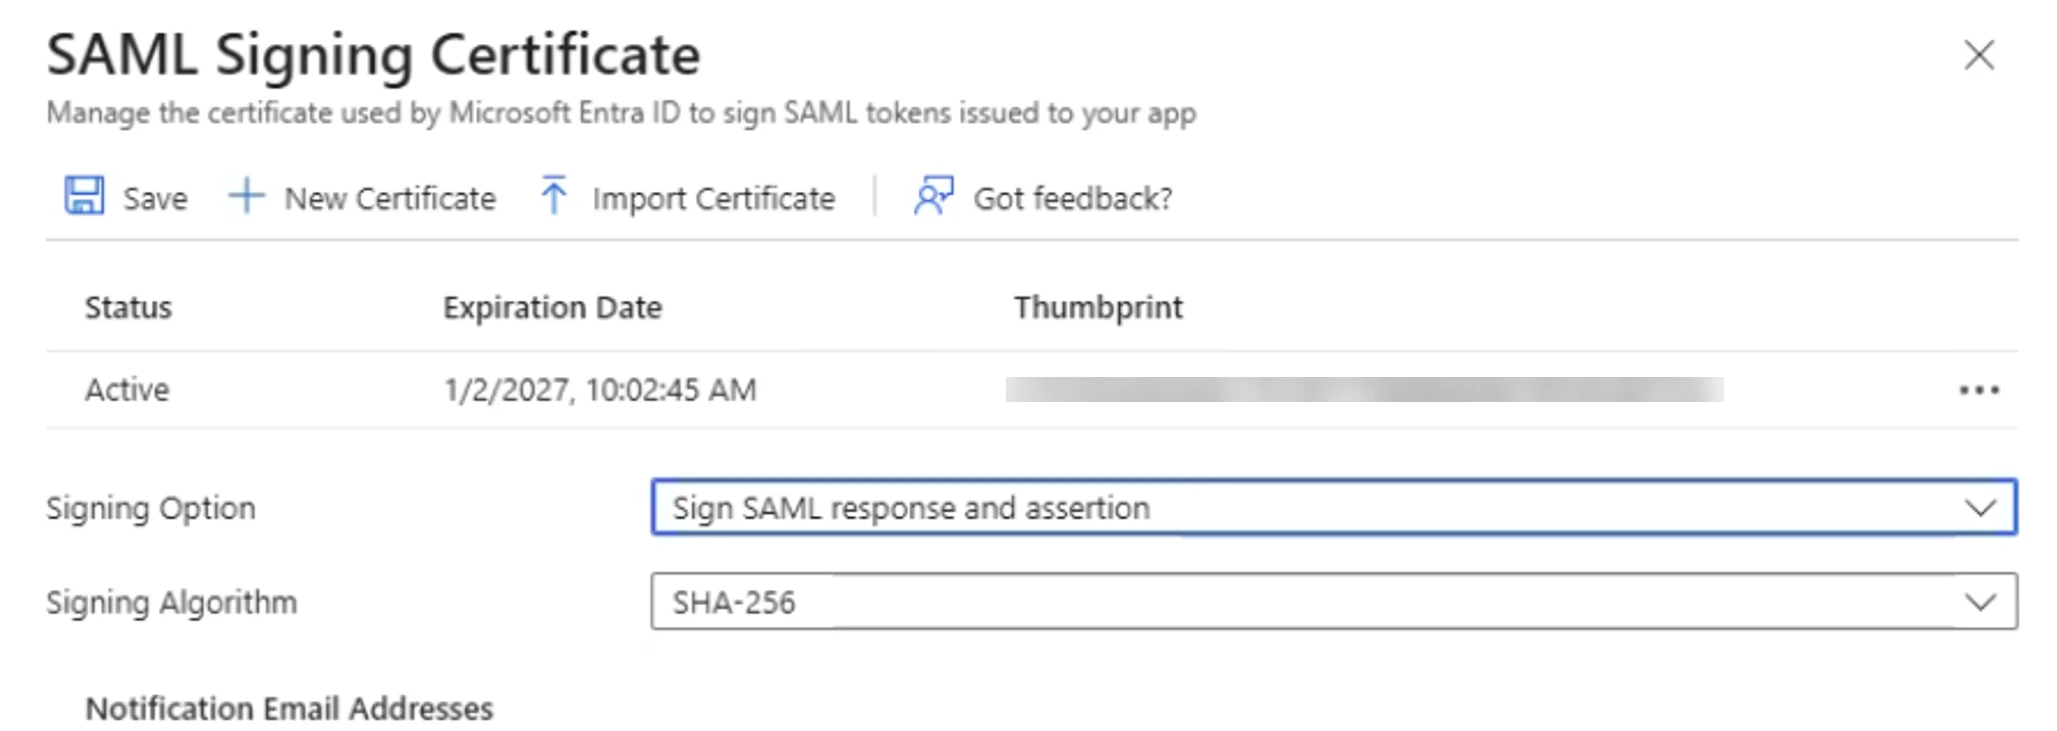 SAML Signing Certificate
Manage the certificate used by Microsoft Entra ID to sign SAML tokens issued to your app
Save New Certificate Import Certificate Got feedback?
Status Expiration Date Thumbprint
Active 1/2/2027, 10:02:45 AM
Signing Option Sign SAML response and assertion
Signing Algorithm SHA-256
Notification Email Addresses